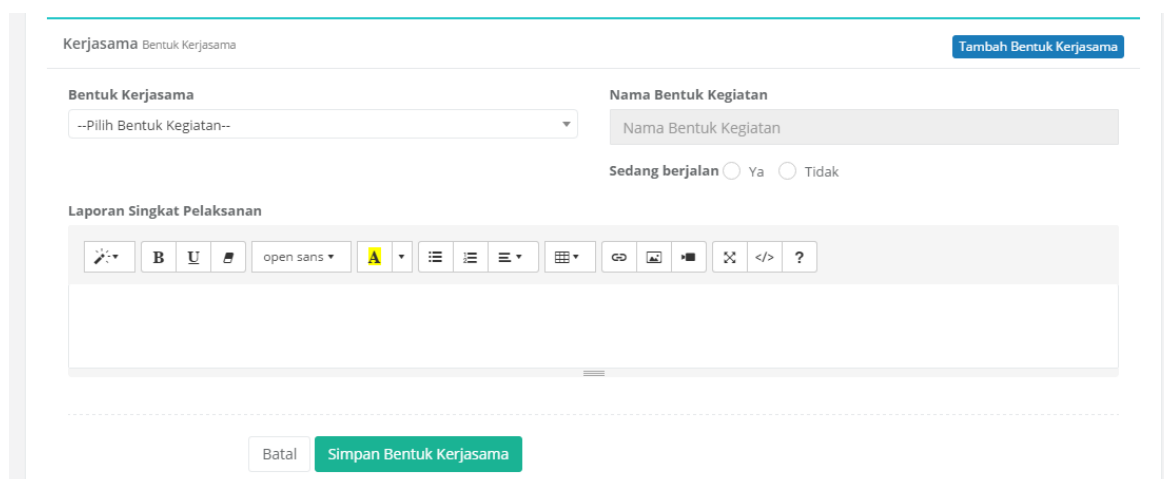 Kerjasama Bentuk Kerjasama
Tambah Bentuk Kerjasama
Bentuk Kerjasama
--Pilih Bentuk Kegiatan--
Nama Bentuk Kegiatan
Nama Bentuk Kegiatan
Sedang berjalan Ya Tidak
Laporan Singkat Pelaksanan
B U open sans A </> ?
Batal Simpan Bentuk Kerjasama